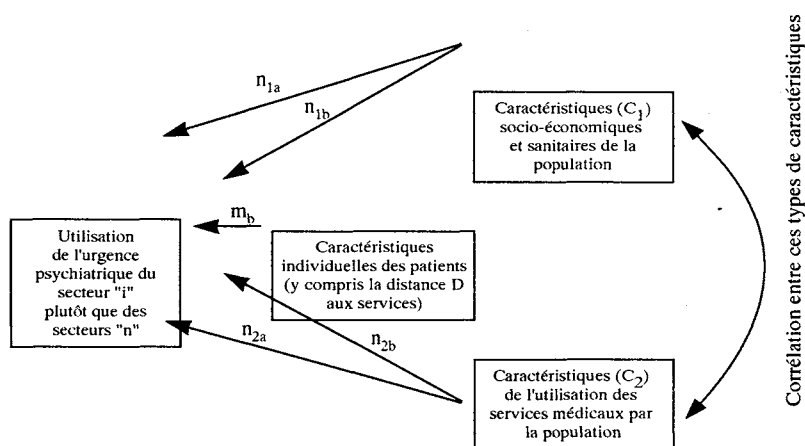 n1a
n1b
Caractéristiques (C1)
socio-économiques
et sanitaires de la
population
mb
Utilisation
de l'urgence
psychiatrique du
secteur "i"
plutôt que des
secteurs "n"
Caractéristiques
individuelles des patients
(y compris la distance D
aux services)
n2a
n2b
Caractéristiques (C2)
de l'utilisation des
services médicaux par
la population
Corrélation entre ces types de caractéristiques